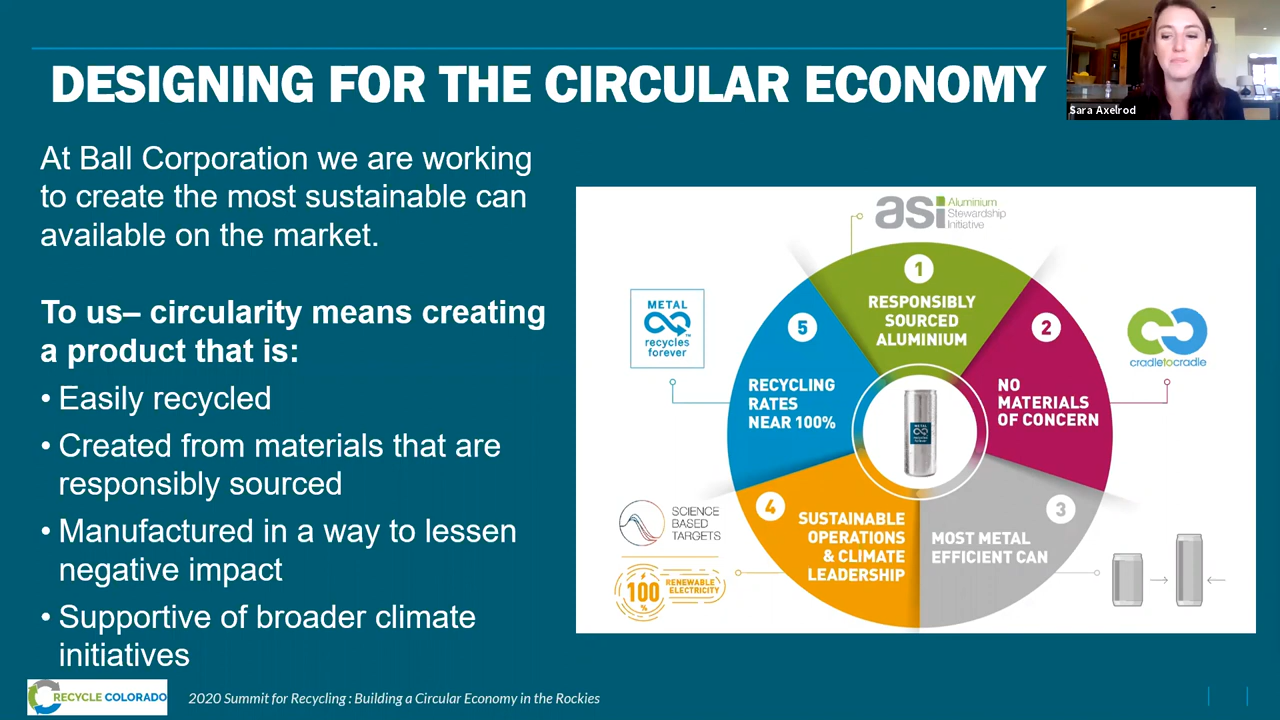 DESIGNING FOR THE CIRCULAR ECONOMY
Sara Axelrod
At Ball Corporation we are working
to create the most sustainable can
available on the market.
To us– circularity means creating
a product that is:
• Easily recycled
• Created from materials that are
responsibly sourced
• Manufactured in a way to lessen
negative impact
• Supportive of broader climate
initiatives
asi Aluminium
Stewardship
Initiative
1
RESPONSIBLY
SOURCED
ALUMINIUM
2
NO
MATERIALS
OF CONCERN
cradletocradle
3
MOST METAL
EFFICIENT CAN
4
SUSTAINABLE
OPERATIONS
& CLIMATE
LEADERSHIP
SCIENCE
BASED
TARGETS
100
%
RENEWABLE
ELECTRICITY
5
RECYCLING
RATES
NEAR 100%
METAL
recycles
forever
METAL
RECYCLE COLORADO
2020 Summit for Recycling : Building a Circular Economy in the Rockies